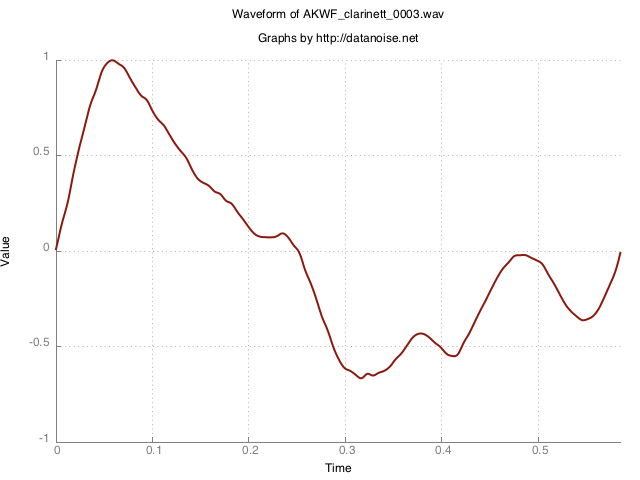 Waveform of AKWF_clarinett_0003.wav
Graphs by http://datanoise.net
1
0.5
0
-0.5
-1
Value
0 0.1 0.2 0.3 0.4 0.5
Time